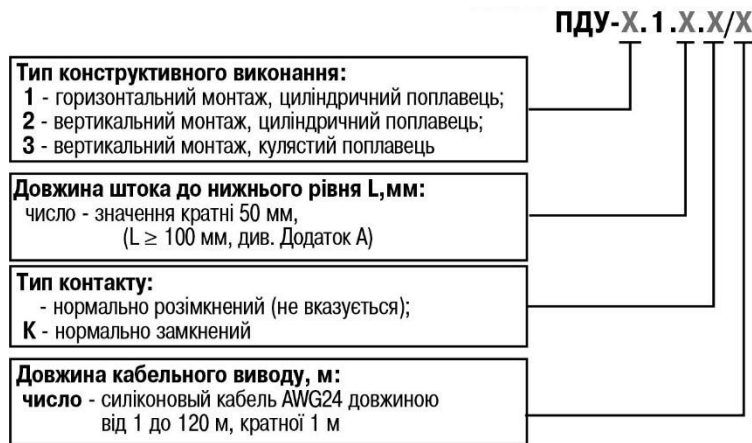 ПДУ-Х.1.Х.Х/Х
Тип конструктивного виконання:
1 - горизонтальний монтаж, циліндричний поплавець;
2 - вертикальний монтаж, циліндричний поплавець;
3 - вертикальний монтаж, кулястий поплавець
Довжина штока до нижнього рівня L,мм:
число - значення кратні 50 мм,
(L ≥ 100 мм, див. Додаток А)
Тип контакту:
- нормально розімкнений (не вказується);
К - нормально замкнений
Довжина кабельного виводу, м:
число - силіконовий кабель AWG24 довжиною
від 1 до 120 м, кратної 1 м